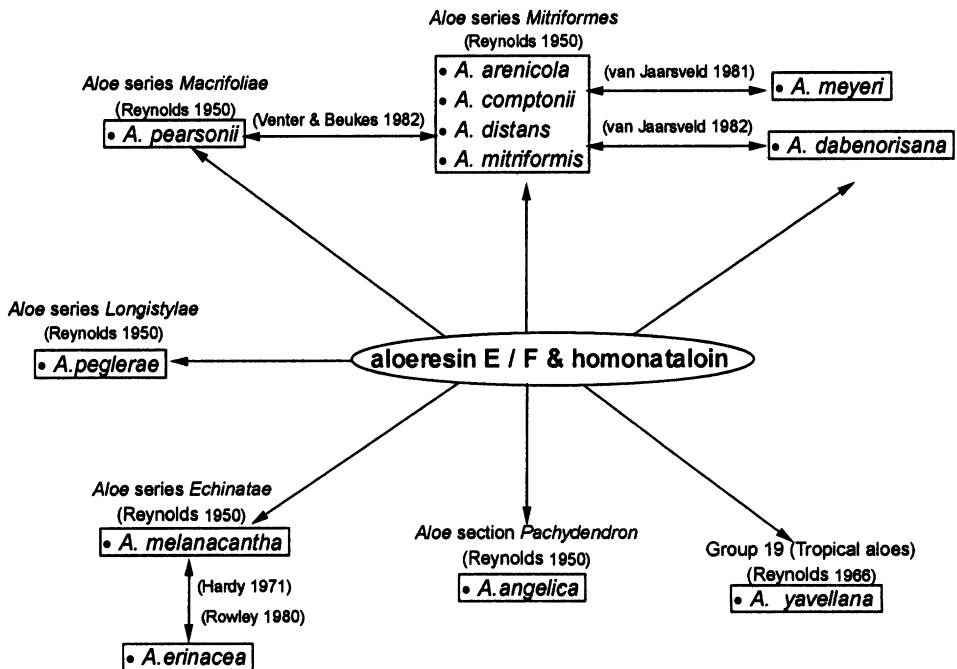 Aloe series Mitriformes
(Reynolds 1950)
• A. arenicola
• A. comptonii
• A. distans
• A. mitriformis
(van Jaarsveld 1981)
• A. meyeri
(van Jaarsveld 1982)
• A. dabenorisana
Aloe series Macrifoliae
(Reynolds 1950)
• A. pearsonii
(Venter & Beukes 1982)
Aloe series Longistylae
(Reynolds 1950)
• A.peglerae
aloeresin E / F & homonataloin
Aloe series Echinatae
(Reynolds 1950)
• A. melanacantha
(Hardy 1971)
(Rowley 1980)
• A.erinacea
Aloe section Pachydendron
(Reynolds 1950)
• A.angelica
Group 19 (Tropical aloes)
(Reynolds 1966)
• A. yavellana